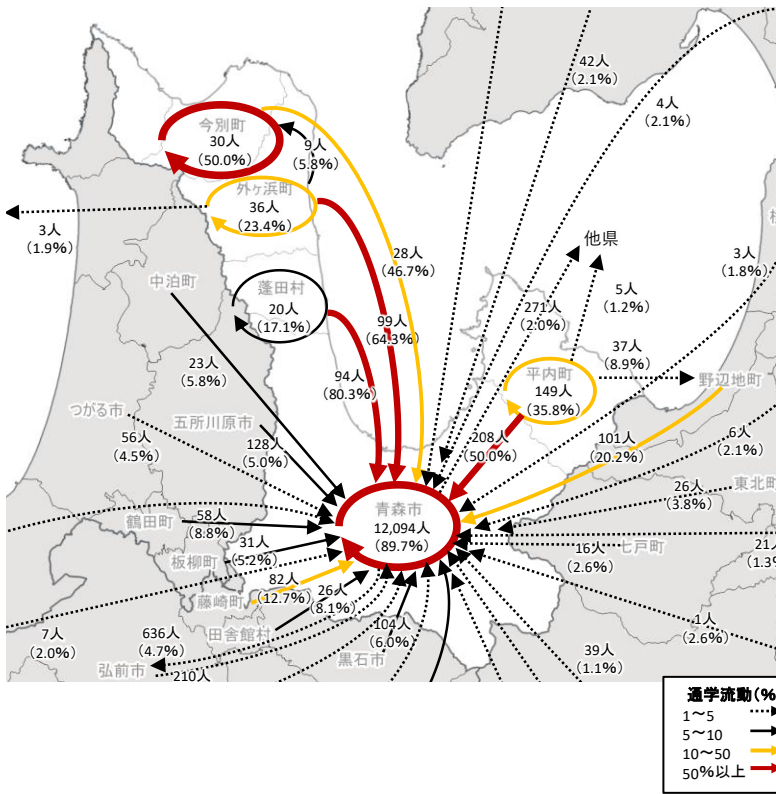 42人
(2.1%)
4人
(2.1%)
今別町
30人
(50.0%)
9人
(5.8%)
外ヶ浜町
36人
(23.4%)
3人
(1.9%)
28人
(46.7%)
他県
3人
(1.8%)
中泊町
蓬田村
20人
(17.1%)
99人
(64.3%)
271人
(2.0%)
5人
(1.2%)
37人
(8.9%)
平内町
149人
(35.8%)
野辺地町
23人
(5.8%)
94人
(80.3%)
つがる市
56人
(4.5%)
五所川原市
128人
(5.0%)
208人
(50.0%)
101人
(20.2%)
6人
(2.1%)
東北町
26人
(3.8%)
青森市
12,094人
(89.7%)
58人
(8.8%)
鶴田町
31人
(5.2%)
板柳町
16人
(2.6%)
七戸町
21人
(1.3%
82人
(12.7%)
藤崎町
26人
(8.1%)
田舎館村
104人
(6.0%)
1人
(2.6%)
7人
(2.0%)
636人
(4.7%)
弘前市
210人
黒石市
39人
(1.1%)
通学流動(%
1～5
5～10
10～50
50%以上